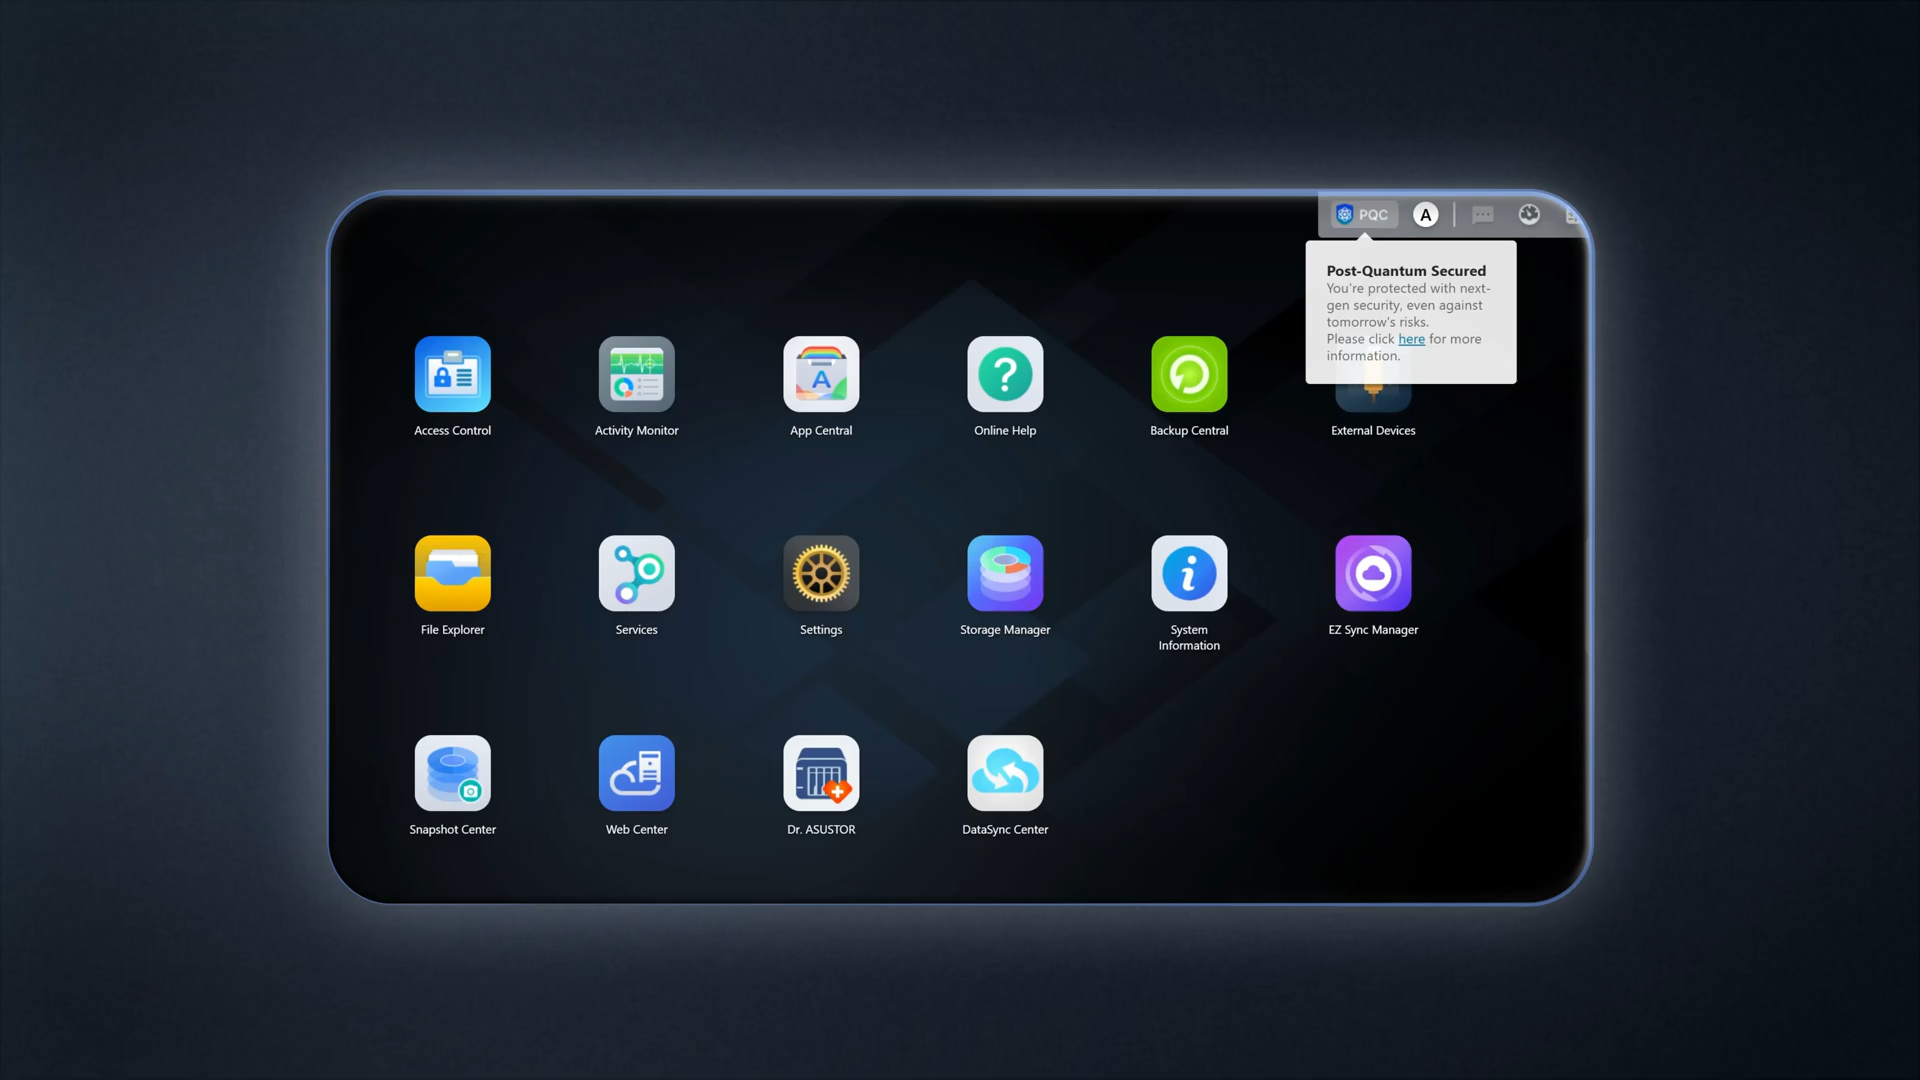 PQC
A
Post-Quantum Secured
You're protected with next-
gen security, even against
tomorrow's risks.
Please click here for more
information.
Access Control
Activity Monitor
A
App Central
?
Online Help
Backup Central
External Devices
File Explorer
Services
Settings
Storage Manager
i
System
Information
EZ Sync Manager
Snapshot Center
Web Center
Dr. ASUSTOR
DataSync Center